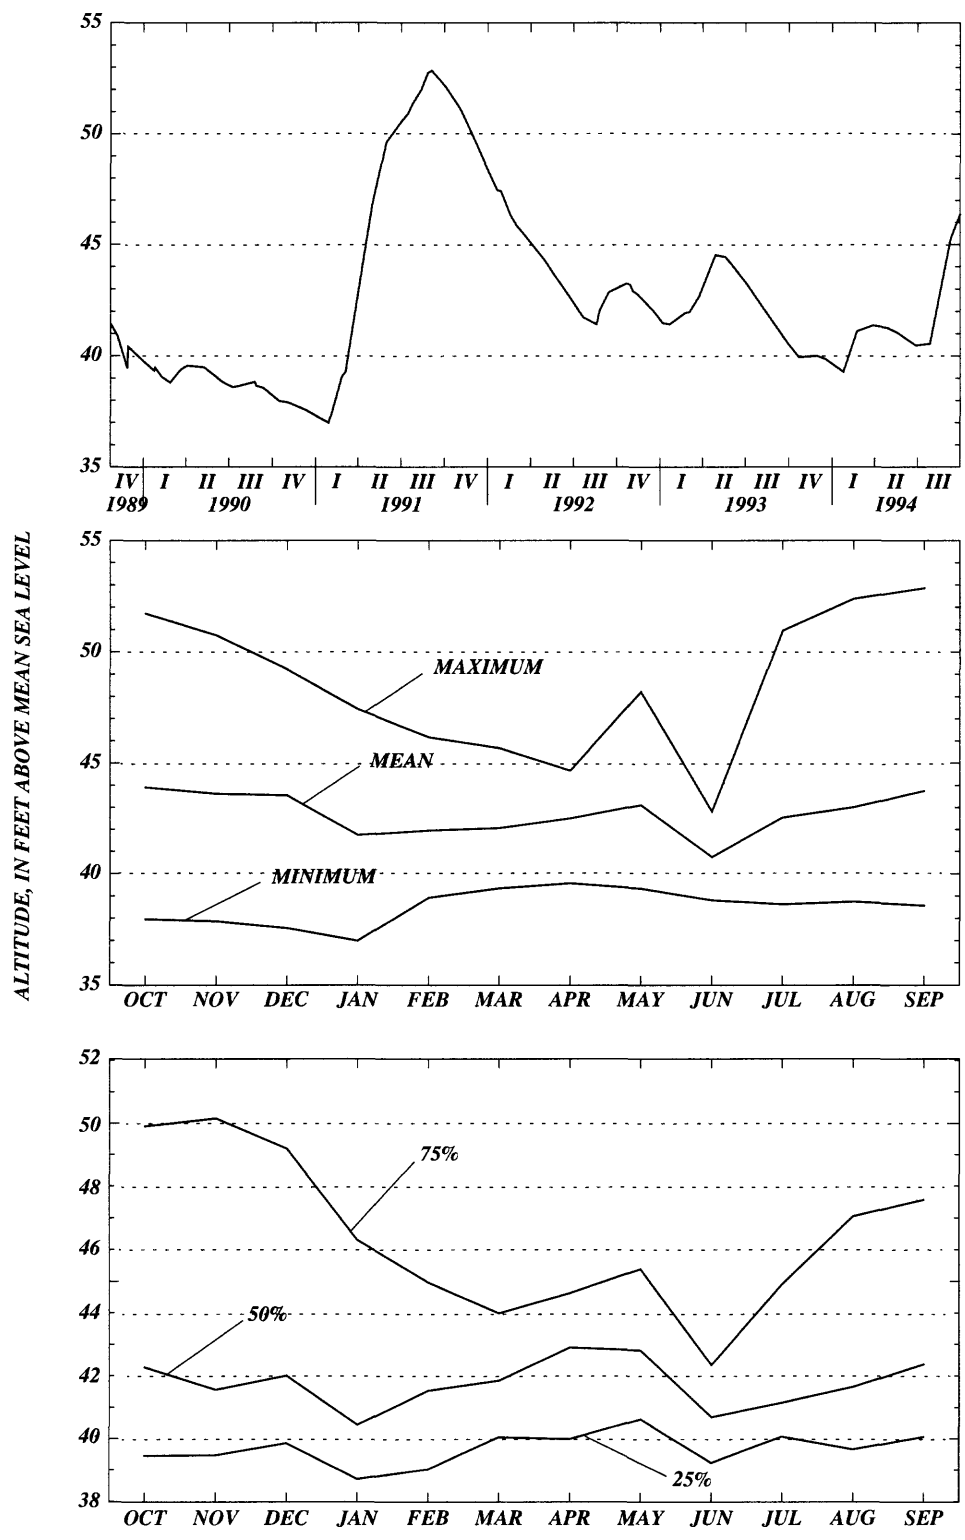 ALTITUDE, IN FEET ABOVE MEAN SEA LEVEL
55
50
45
40
35
IV I II III IV I II III IV I II III IV I II III IV I II III
1989 1990 1991 1992 1993 1994
55
50
MAXIMUM
45
MEAN
40
MINIMUM
35
OCT NOV DEC JAN FEB MAR APR MAY JUN JUL AUG SEP
52
50
75%
48
46
44
50%
42
40
25%
38
OCT NOV DEC JAN FEB MAR APR MAY JUN JUL AUG SEP